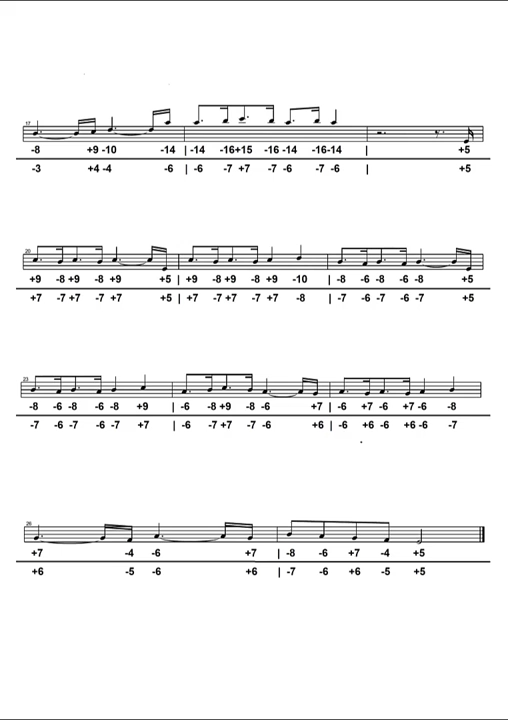 17
-8 +9 -10 -14 | -14 -16+15 -16 -14 -16-14 | +5
-3 +4 -4 -6 | -6 -7 +7 -7 -6 -7 -6 | +5
20
+9 -8 +9 -8 +9 +5 | +9 -8 +9 -8 +9 -10 | -8 -6 -8 -6 -8 +5
+7 -7 +7 -7 +7 +5 | +7 -7 +7 -7 +7 -8 | -7 -6 -7 -6 -7 +5
23
-8 -6 -8 -6 -8 +9 | -6 -8 +9 -8 -6 +7 | -6 +7 -6 +7 -6 -8
-7 -6 -7 -6 -7 +7 | -6 -7 +7 -7 -6 +6 | -6 +6 -6 +6 -6 -7
26
+7 -4 -6 +7 | -8 -6 +7 -4 +5
+6 -5 -6 +6 | -7 -6 +6 -5 +5